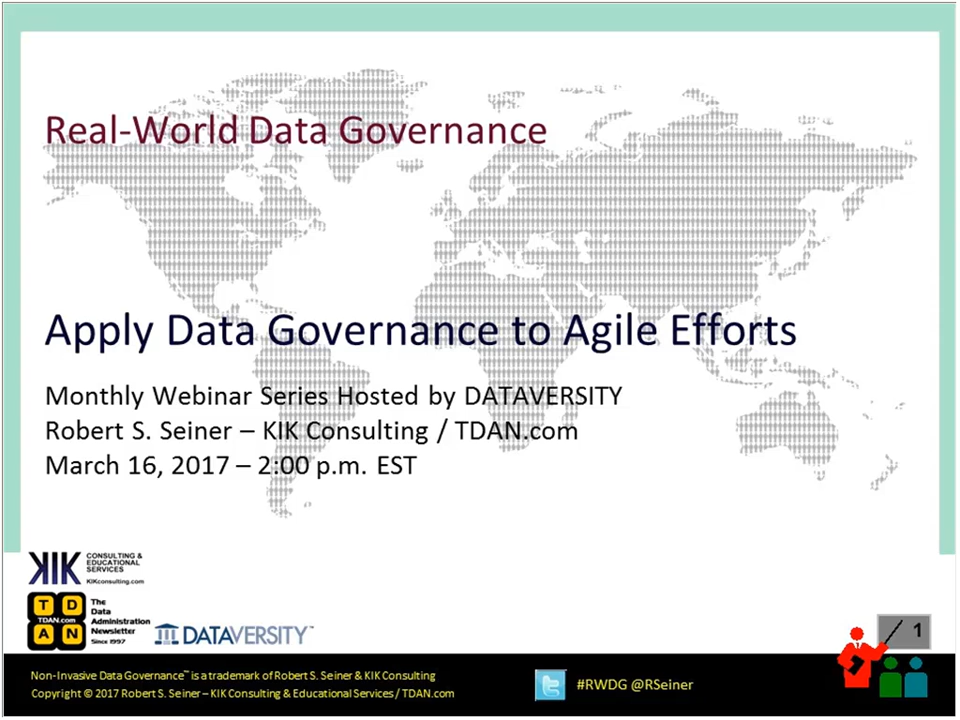 Real-World Data Governance
Apply Data Governance to Agile Efforts
Monthly Webinar Series Hosted by DATAVERSITY
Robert S. Seiner – KIK Consulting / TDAN.com
March 16, 2017 – 2:00 p.m. EST
KIK
CONSULTING &
EDUCATIONAL
SERVICES
KIKconsulting.com
T D
TDAN.com
A N
The
Data
Administration
Newsletter
Since 1997
DATAVERSITY™
1
Non-Invasive Data Governance™ is a trademark of Robert S. Seiner & KIK Consulting
Copyright © 2017 Robert S. Seiner – KIK Consulting & Educational Services / TDAN.com
#RWDG @RSeiner